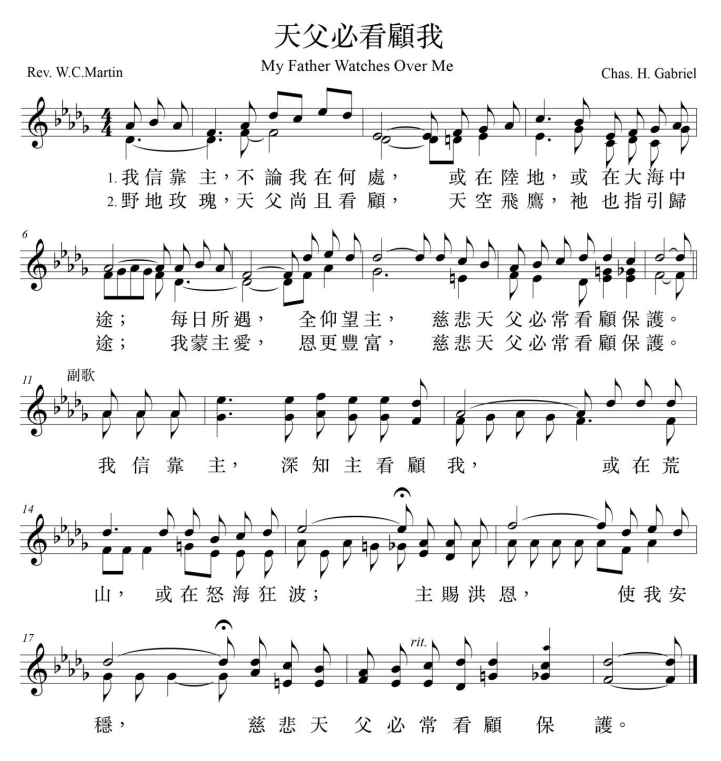 天父必看顧我
My Father Watches Over Me
Rev. W.C.Martin
Chas. H. Gabriel
1. 我信靠主，不論我在何處，或在陸地，或在大海中
2. 野地玫瑰，天父尚且看顧，天空飛鷹，祂也指引歸
6
途；每日所遇，全仰望主，慈悲天父必常看顧保護。
途；我蒙主愛，恩更豐富，慈悲天父必常看顧保護。
11
副歌
我信靠主，深知主看顧我，或在荒
14
山，或在怒海狂波；主賜洪恩，使我安
17
rit.
穩，慈悲天父必常看顧保護。